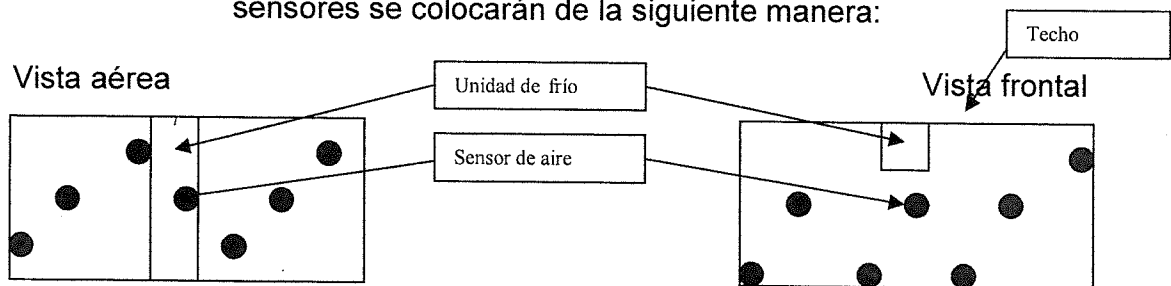 sensores se colocarán de la siguiente manera:
Techo
Vista aérea
Unidad de frío
Vista frontal
Sensor de aire